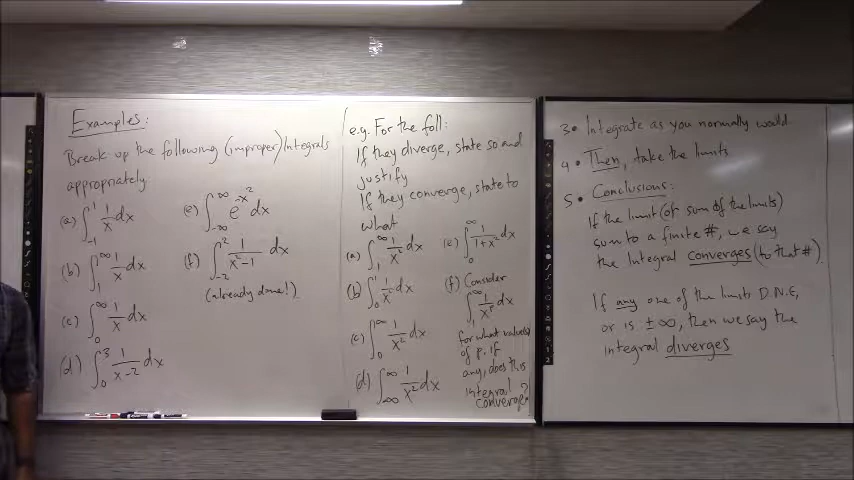 Examples:
Break up the following (improper) Integrals
appropriately:
(a) ∫_{-1}^{1} 1/x dx
(b) ∫_{1}^{∞} 1/x dx
(c) ∫_{0}^{∞} 1/x dx
(d) ∫_{0}^{3} 1/(x-2) dx
(e) ∫_{-∞}^{∞} e^{-x^2} dx
(f) ∫_{-2}^{2} 1/(x^2-1) dx
(already done!)
e.g. For the foll:
If they diverge, state so and
justify
If they converge, state to
what
(a) ∫_{1}^{∞} 1/x^2 dx
(b) ∫_{0}^{1} 1/x^2 dx
(c) ∫_{0}^{∞} 1/x^2 dx
(d) ∫_{-∞}^{∞} 1/x^2 dx
(e) ∫_{0}^{∞} 1/(1+x^2) dx
(f) Consider
∫_{1}^{∞} 1/x^p dx
for what value(s)
of p, if
any, does this
integral
converge?
3. Integrate as you normally would
4. Then, take the limits
5. Conclusions:
If the limit (or sum of the limits)
sum to a finite #, we say
the Integral converges (to that #)
If any one of the limits D.N.E,
or is ±∞, then we say the
integral diverges